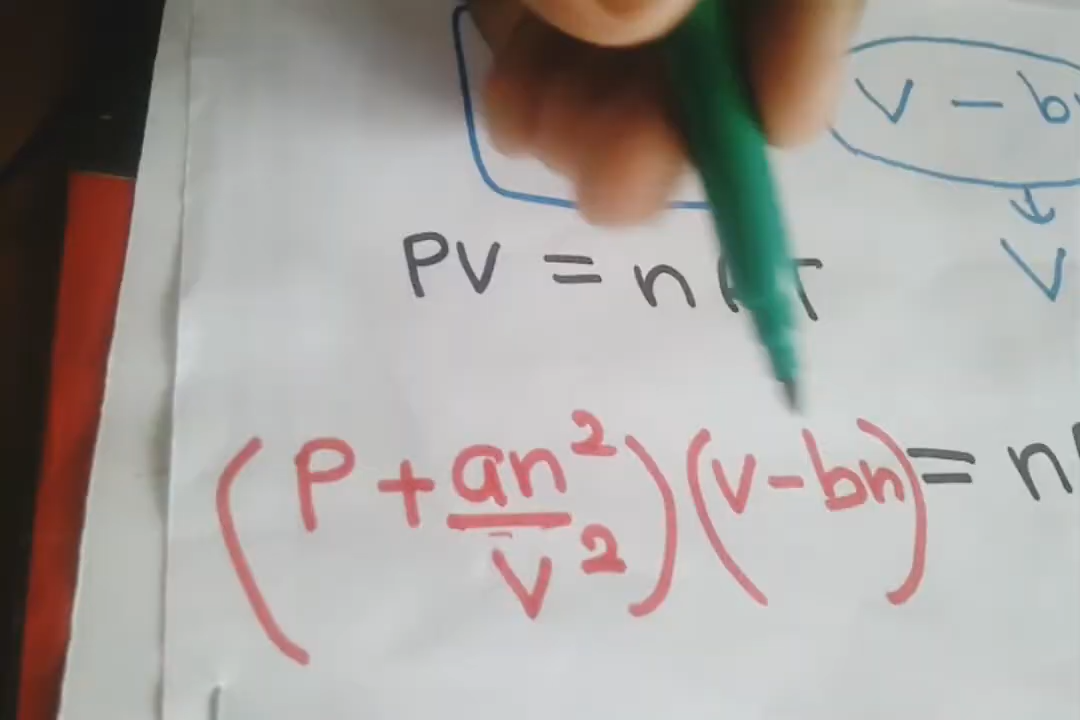 V - b
V
PV = n T
(P + an²/V²)(V - bn) = n